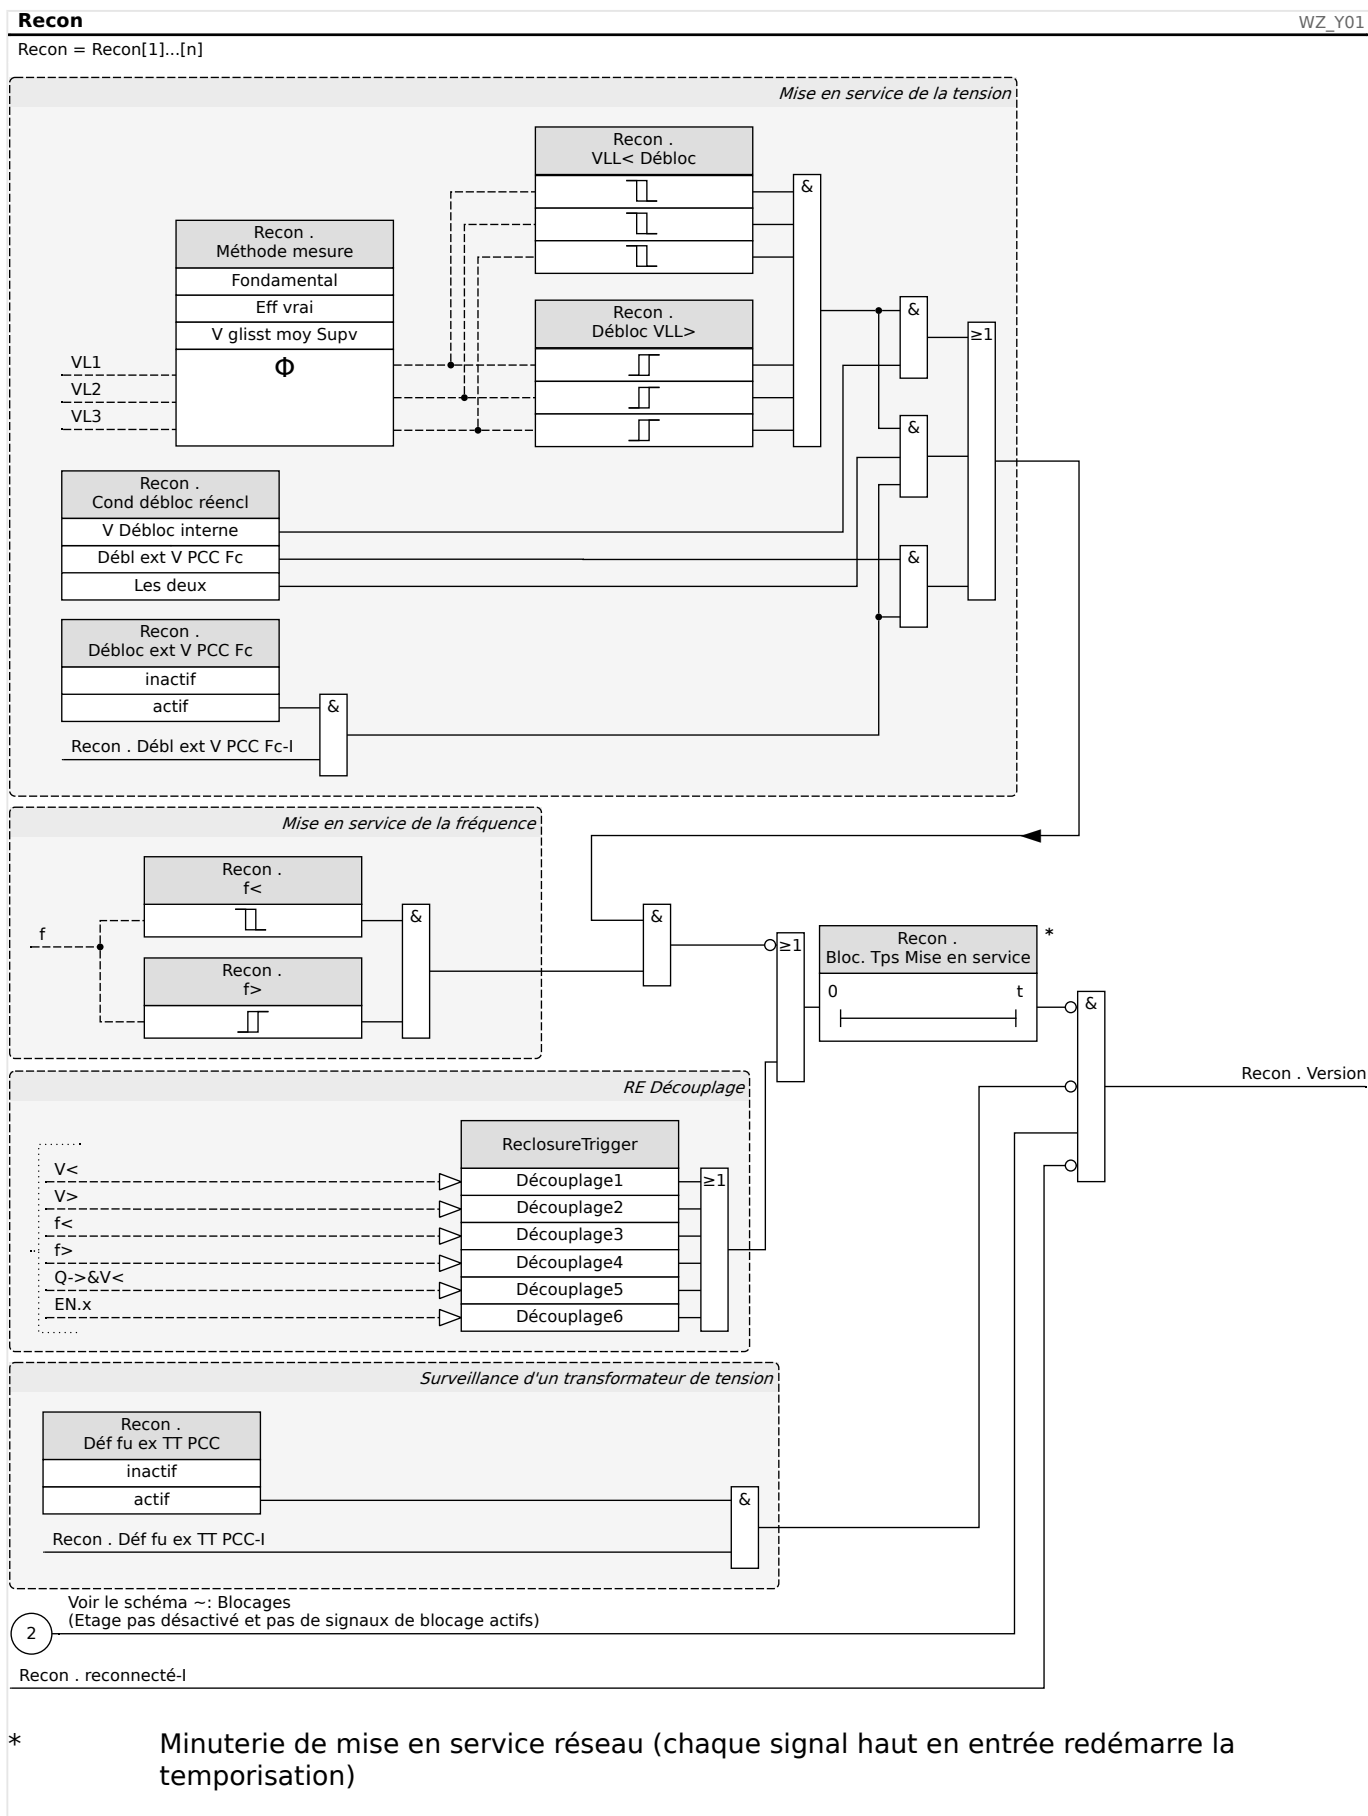 Recon
WZ_Y01
Recon = Recon[1]...[n]
Mise en service de la tension
Recon .
VLL< Débloc
&
Recon .
Méthode mesure
Fondamental
Eff vrai
V glisst moy Supv
Φ
VL1
VL2
VL3
Recon .
Débloc VLL>
&
≥1
&
Recon .
Cond débloc réencl
V Débloc interne
Débl ext V PCC Fc
Les deux
&
Recon .
Débloc ext V PCC Fc
inactif
actif
&
Recon . Débl ext V PCC Fc-I
Mise en service de la fréquence
Recon .
f<
f
&
Recon .
f>
&
≥1
Recon .
Bloc. Tps Mise en service
*
0
t
&
Recon . Version
RE Découplage
ReclosureTrigger
V<
Découplage1
≥1
V>
Découplage2
f<
Découplage3
f>
Découplage4
Q->&V<
Découplage5
EN.x
Découplage6
Surveillance d'un transformateur de tension
Recon .
Déf fu ex TT PCC
inactif
actif
&
Recon . Déf fu ex TT PCC-I
Voir le schéma ~: Blocages
(Etage pas désactivé et pas de signaux de blocage actifs)
2
Recon . reconnecté-I
* Minuterie de mise en service réseau (chaque signal haut en entrée redémarre la
temporisation)